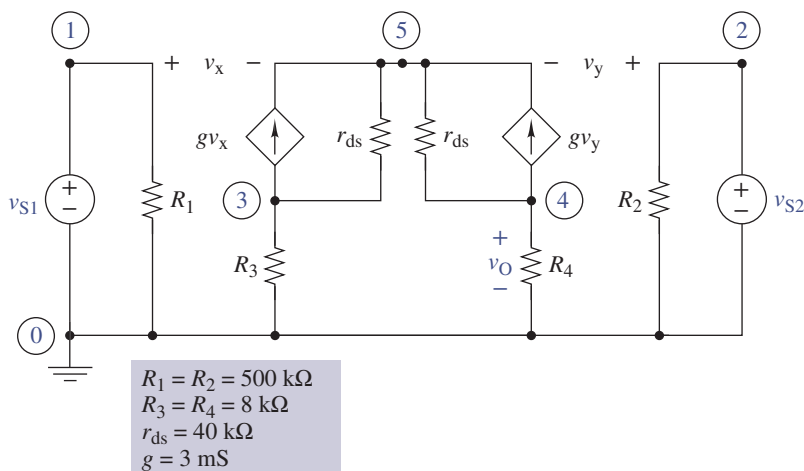 1
5
2
+ vx −
− vy +
gvx
rds
rds
gvy
vS1
+
−
R1
3
4
R2
+
−
vS2
R3
+
vO
−
R4
0
R1 = R2 = 500 kΩ
R3 = R4 = 8 kΩ
rds = 40 kΩ
g = 3 mS